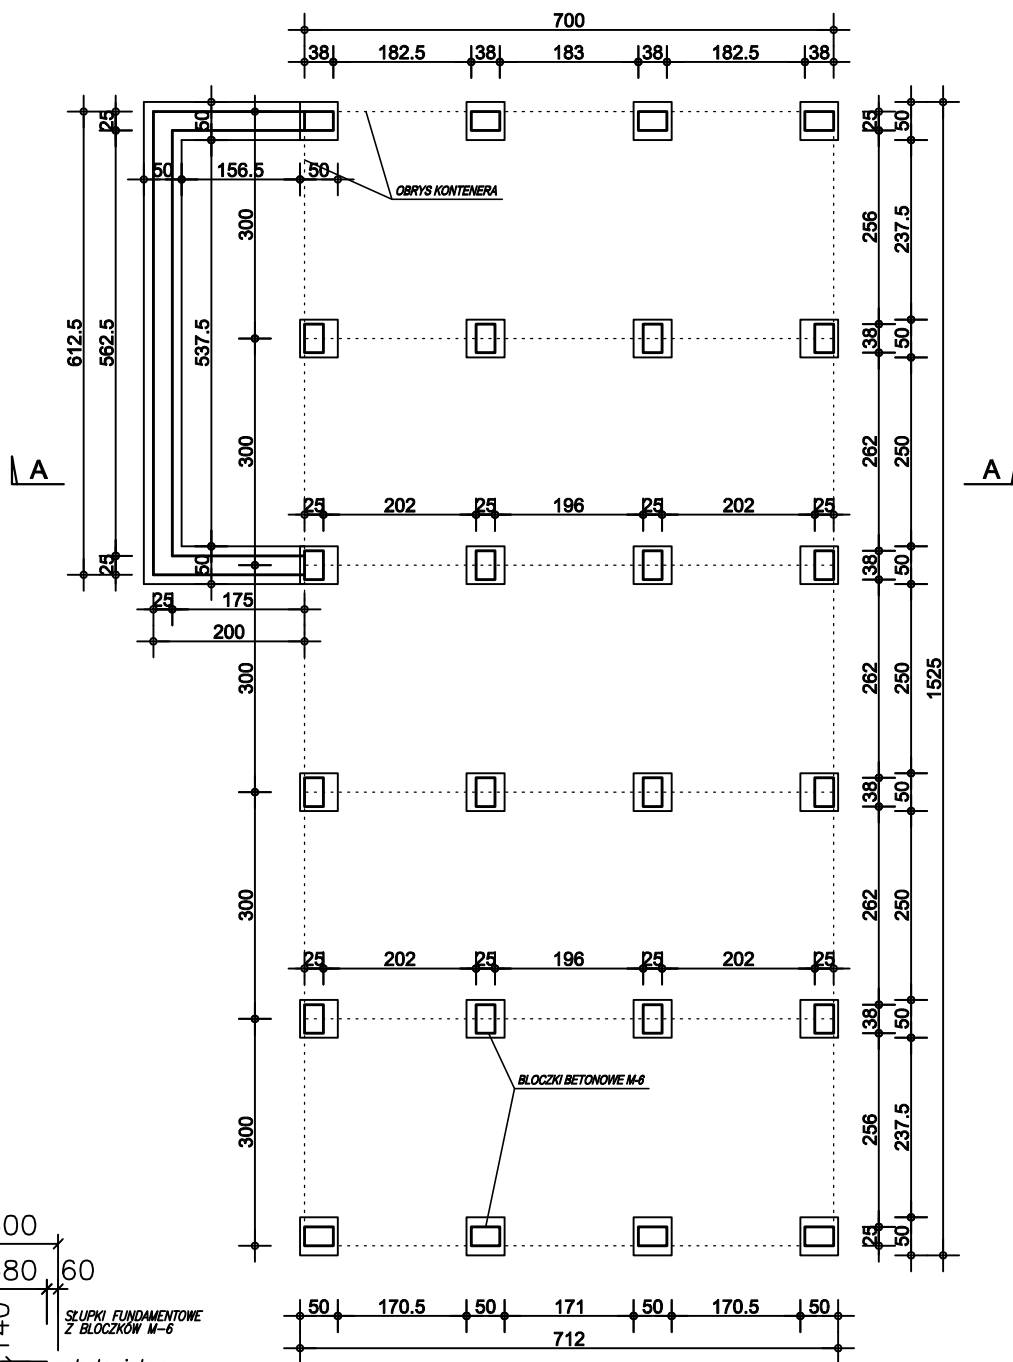 700
38 182.5 38 183 38 182.5 38
25 50 25 50
50 156.5 50
OBRYS KONTENERA
300 256 237.5
612.5 562.5 537.5 38 50
300 262 250
A A
25 202 25 196 25 202 25
25 50 38 50
25 175
200
300 262 250 1525
38 50
300 262 250
25 202 25 196 25 202 25
38 50
BLOCZKI BETONOWE M-6
300 256 237.5
25 50
00
80 60
SŁUPKI FUNDAMENTOWE
Z BLOCZKÓW M-6
140
50 170.5 50 171 50 170.5 50
712